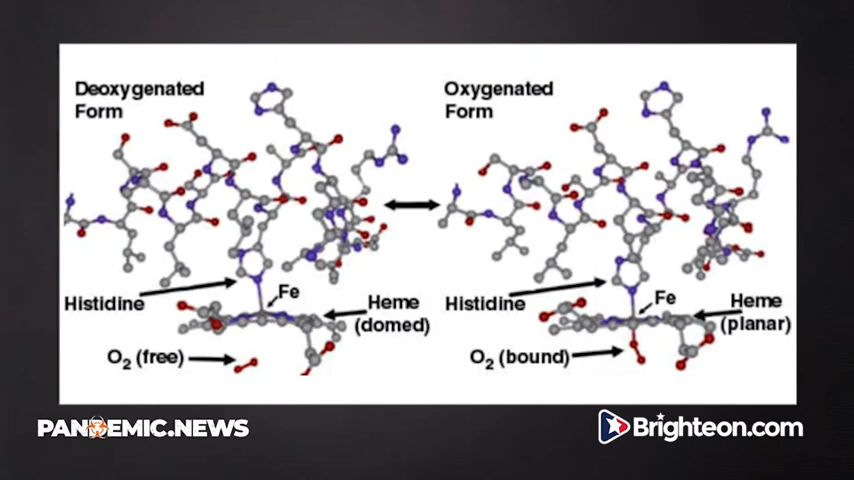 Deoxygenated
Form
Oxygenated
Form
Histidine
Fe
Heme
(domed)
O₂ (free)
Histidine
Fe
Heme
(planar)
O₂ (bound)
PANDEMIC.NEWS
Brighteon.com